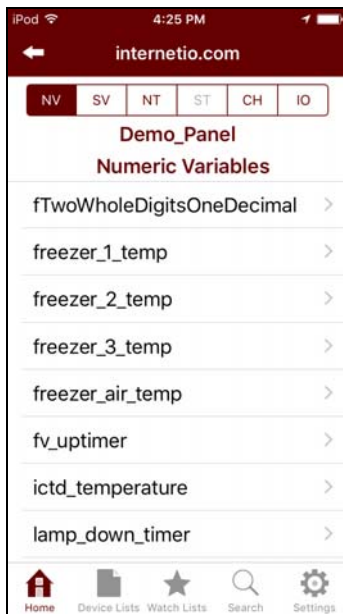 iPod 4:25 PM
internetio.com
NV SV NT ST CH IO
Demo_Panel
Numeric Variables
fTwoWholeDigitsOneDecimal
freezer_1_temp
freezer_2_temp
freezer_3_temp
freezer_air_temp
fv_uptimer
ictd_temperature
lamp_down_timer
Home Device Lists Watch Lists Search Settings